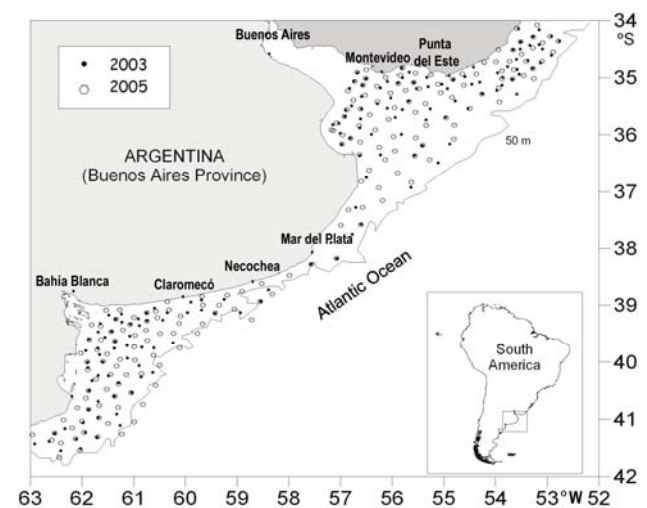 34
°S
Buenos Aires
Punta
del Este
Montevideo
2003
2005
35
36
50 m
ARGENTINA
(Buenos Aires Province)
37
Mar del Plata
38
Necochea
Atlantic Ocean
Bahía Blanca
Claromecó
39
South
America
40
41
42
63 62 61 60 59 58 57 56 55 54 53 °W 52